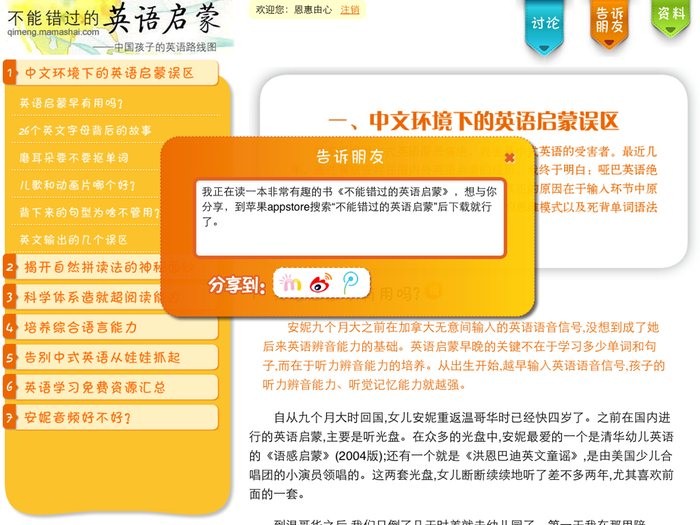 不能错过的英语启蒙
qimeng.mamashai.com
——中国孩子的英语路线图
欢迎您：恩惠由心 注销
讨论
告诉
朋友
资料
1 中文环境下的英语启蒙误区
英语启蒙早有用吗?
26个英文字母背后的故事
磨耳朵要不要抠单词
儿歌和动画片哪个好?
背下来的句型为啥不管用?
英文输出的几个误区
2 揭开自然拼读法的神秘
3 科学体系造就超阅读能
4 培养综合语言能力
5 告别中式英语从娃娃抓起
6 英语学习免费资源汇总
7 安妮音频好不好?
一、中文环境下的英语启蒙误区
式英语的受害者。最近几
终于明白：哑巴英语绝
的原因在于输入环节中原
模式以及死背单词语法
告诉朋友
我正在读一本非常有趣的书《不能错过的英语启蒙》，想与你
分享，到苹果appstore搜索“不能错过的英语启蒙”后下载就行
了。
分享到:
用吗?
安妮九个月大之前在加拿大无意间输入的英语语音信号,没想到成了她
后来英语辨音能力的基础。英语启蒙早晚的关键不在于学习多少单词和句
子,而在于听力辨音能力的培养。从出生开始,越早输入英语语音信号,孩子的
听力辨音能力、听觉记忆能力就越强。
自从九个月大时回国,女儿安妮重返温哥华时已经快四岁了。之前在国内进
行的英语启蒙,主要是听光盘。在众多的光盘中,安妮最爱的一个是清华幼儿英语
的《语感启蒙》(2004版);还有一个就是《洪恩巴迪英文童谣》,是由美国少儿合
唱团的小演员领唱的。这两套光盘,女儿断断续续地听了差不多两年,尤其喜欢前
面的一套。